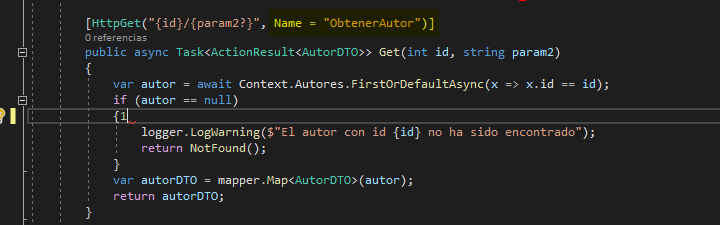 [HttpGet("{id}/{param2?}", Name = "ObtenerAutor")]
0 referencias
public async Task<ActionResult<AutorDTO>> Get(int id, string param2)
{
var autor = await Context.Autores.FirstOrDefaultAsync(x => x.id == id);
if (autor == null)
{1
logger.LogWarning($"El autor con id {id} no ha sido encontrado");
return NotFound();
}
var autorDTO = mapper.Map<AutorDTO>(autor);
return autorDTO;
}